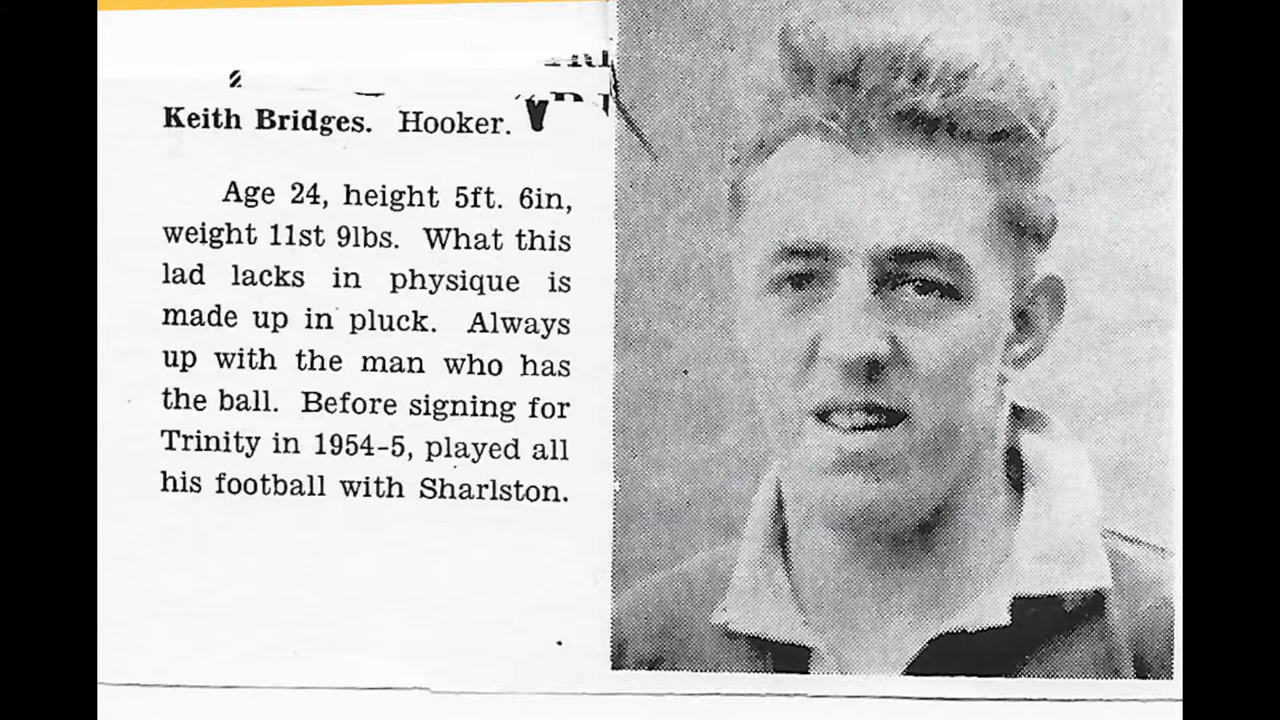 Keith Bridges. Hooker.
Age 24, height 5ft. 6in,
weight 11st 9lbs. What this
lad lacks in physique is
made up in pluck. Always
up with the man who has
the ball. Before signing for
Trinity in 1954-5, played all
his football with Sharlston.